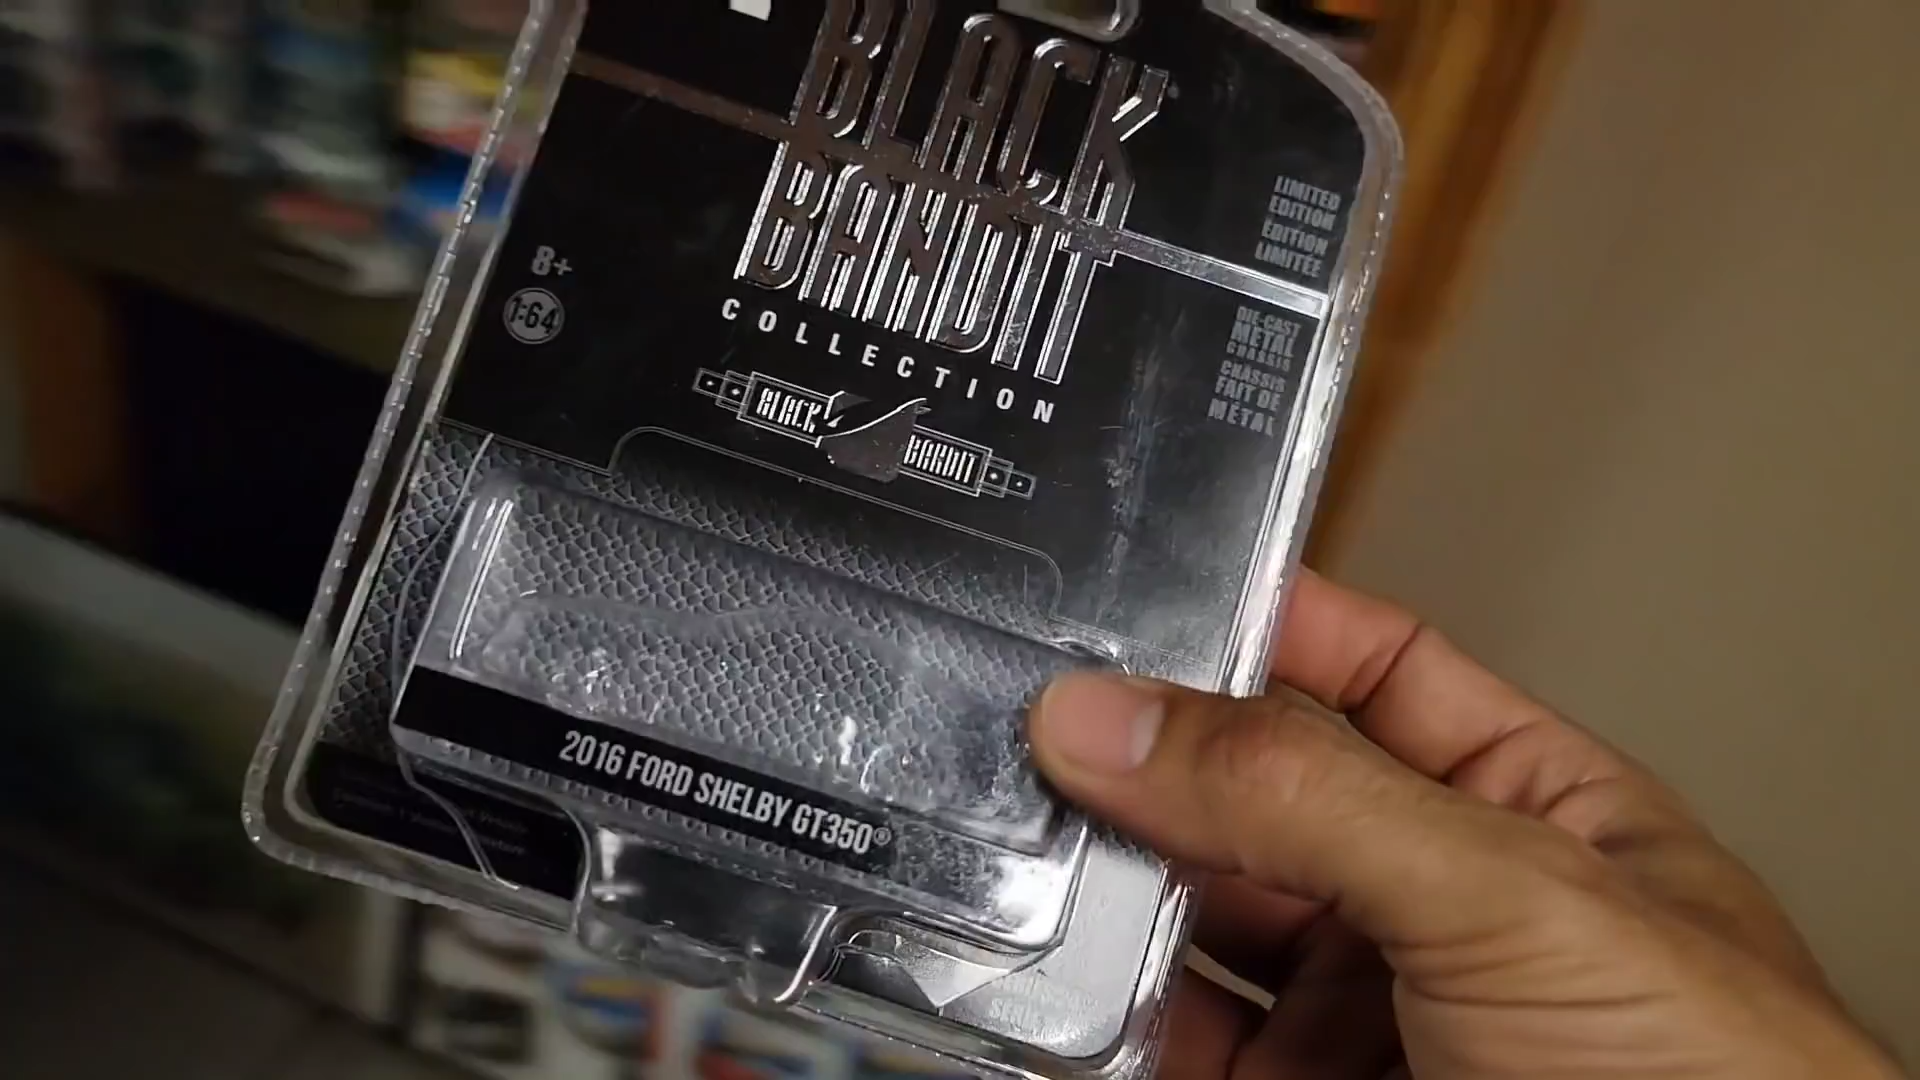 BLACK
BANDIT
COLLECTION
BLACK BANDIT
8+
1:64
LIMITED
EDITION
ÉDITION
LIMITÉE
DIE-CAST
METAL
CHASSIS
CHÂSSIS
FAIT DE
MÉTAL
2016 FORD SHELBY GT350®